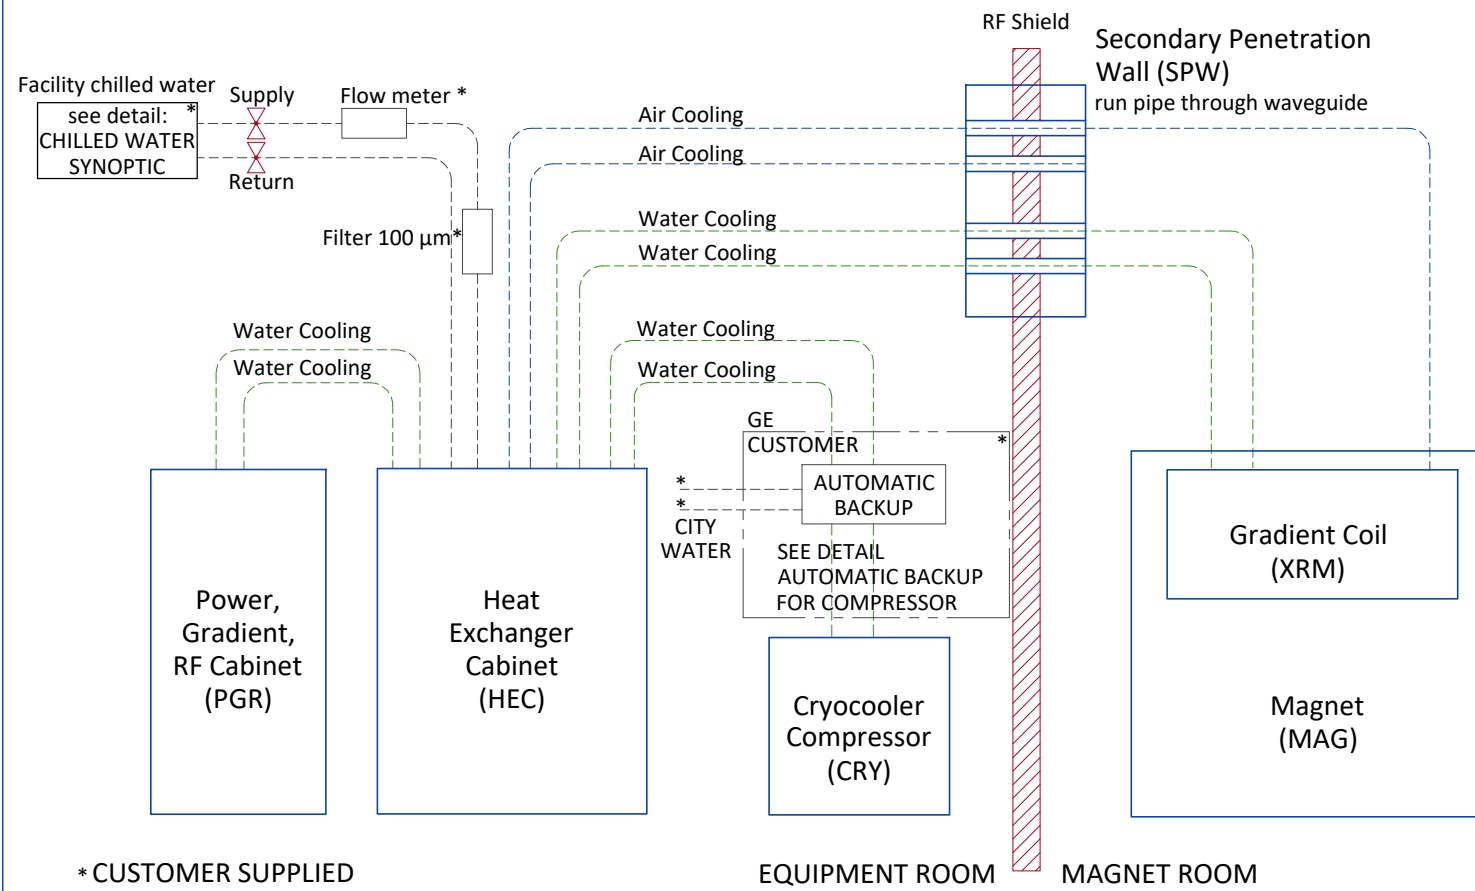 RF Shield
Secondary Penetration
Wall (SPW)
run pipe through waveguide
Facility chilled water
*
see detail:
CHILLED WATER
SYNOPTIC
Supply
Return
Flow meter *
Filter 100 µm*
Air Cooling
Air Cooling
Water Cooling
Water Cooling
Water Cooling
Water Cooling
Water Cooling
Water Cooling
GE
CUSTOMER
*
AUTOMATIC
BACKUP
*
*
CITY
WATER
SEE DETAIL
AUTOMATIC BACKUP
FOR COMPRESSOR
Power,
Gradient,
RF Cabinet
(PGR)
Heat
Exchanger
Cabinet
(HEC)
Cryocooler
Compressor
(CRY)
Gradient Coil
(XRM)
Magnet
(MAG)
* CUSTOMER SUPPLIED
EQUIPMENT ROOM
MAGNET ROOM